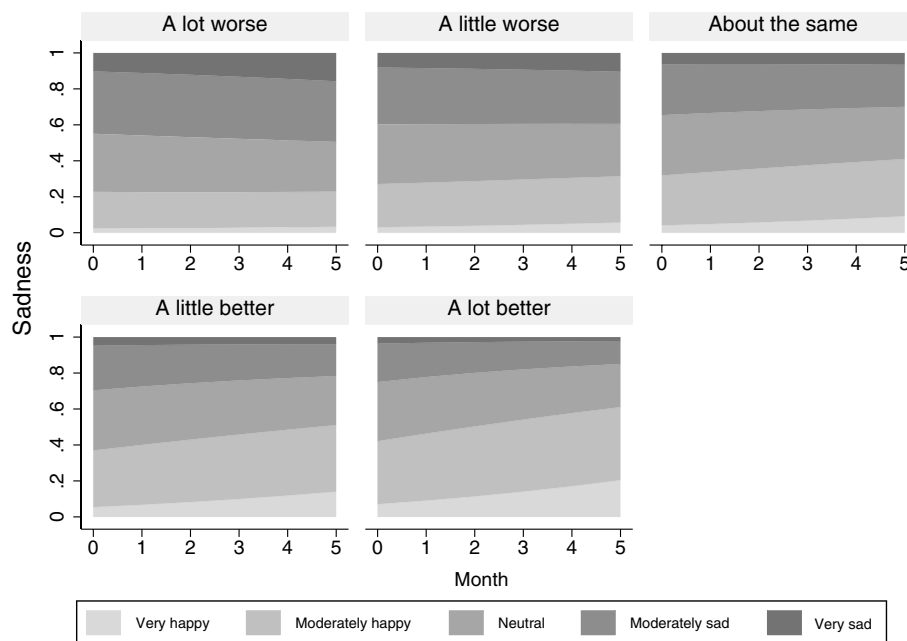 A lot worse
A little worse
About the same
Sadness
0 .2 .4 .6 .8 1
0 1 2 3 4 5
0 1 2 3 4 5
0 1 2 3 4 5
A little better
A lot better
0 .2 .4 .6 .8 1
0 1 2 3 4 5
0 1 2 3 4 5
Month
Very happy
Moderately happy
Neutral
Moderately sad
Very sad